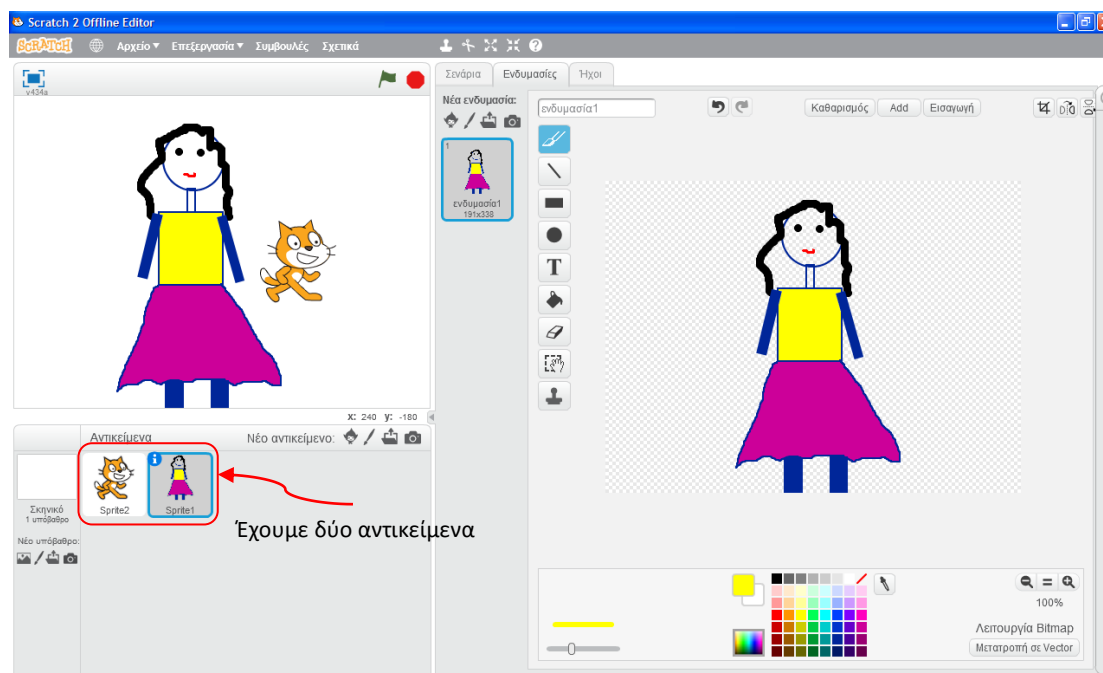 Scratch 2 Offline Editor
SCRATCH Αρχείο Επεξεργασία Συμβουλές Σχετικά
v434a
Σενάρια Ενδυμασίες Ήχοι
Νέα ενδυμασία:
ενδυμασία1
Καθαρισμός Add Εισαγωγή
1
ενδυμασία1
191x338
T
X: 240 y: -180
Αντικείμενα Νέο αντικείμενο:
Sprite2 Sprite1
Σκηνικό
1 υπόβαθρο
Νέο υπόβαθρο:
Έχουμε δύο αντικείμενα
100%
Λειτουργία Bitmap
Μετατροπή σε Vector